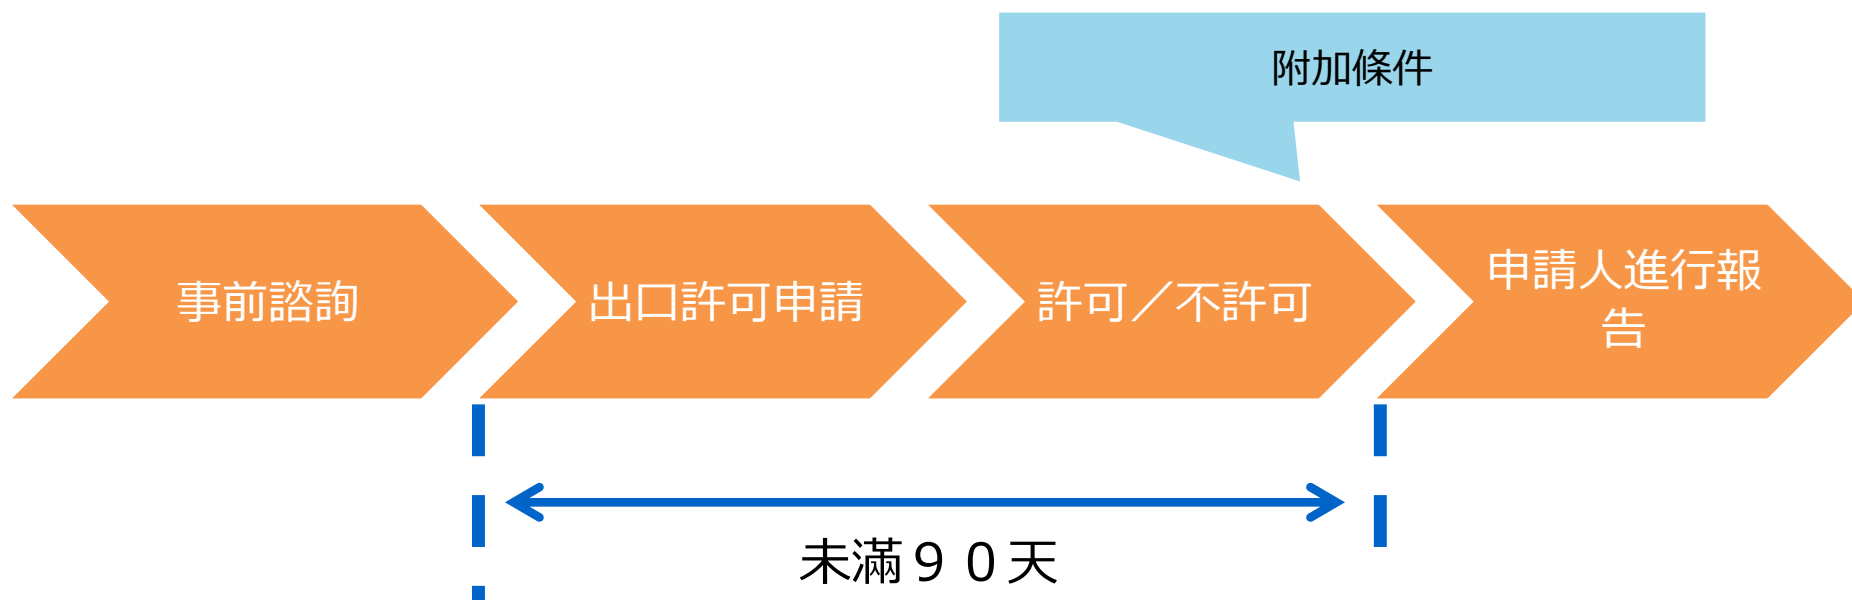 附加條件
事前諮詢
出口許可申請
許可／不許可
申請人進行報
告
未滿９０天